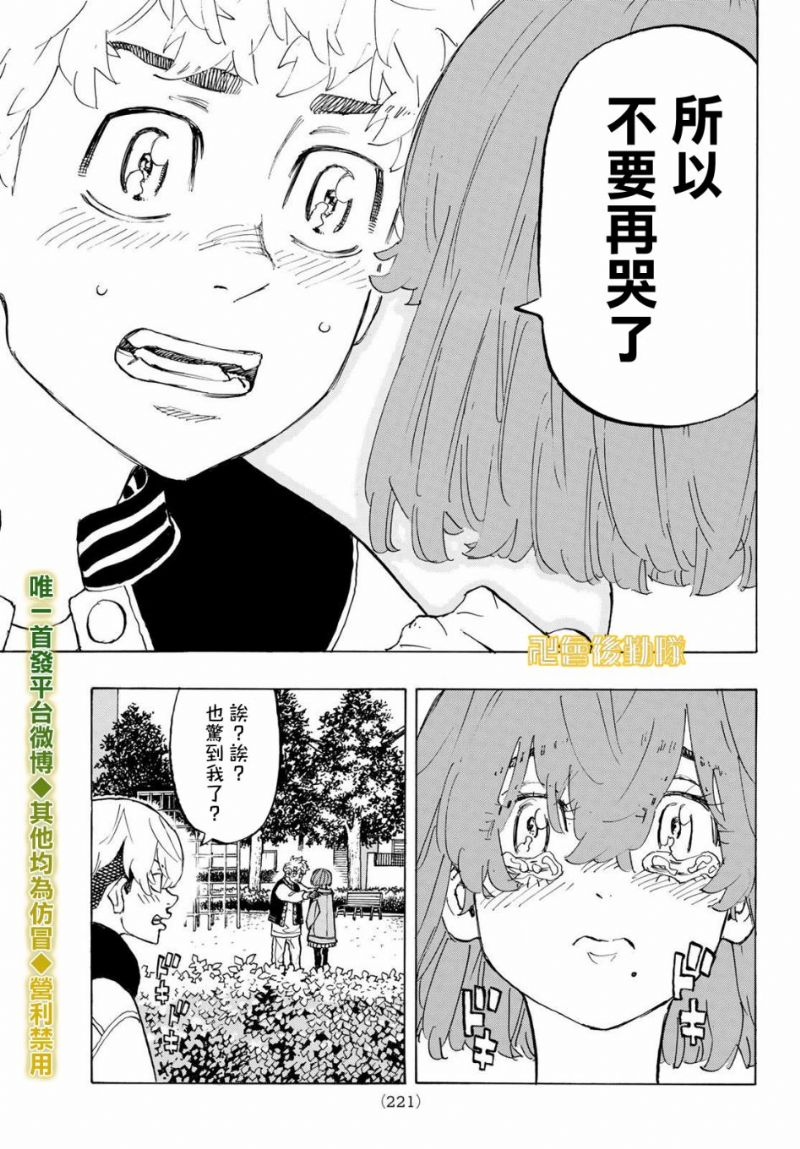 所以
不要再哭了
卍會後勤隊
ドキ
ドキ
誒？誒？
也驚到我了？
ドキ
ドキ
唯一首發平台微博◆其他均為仿冒◆營利禁用
(221)